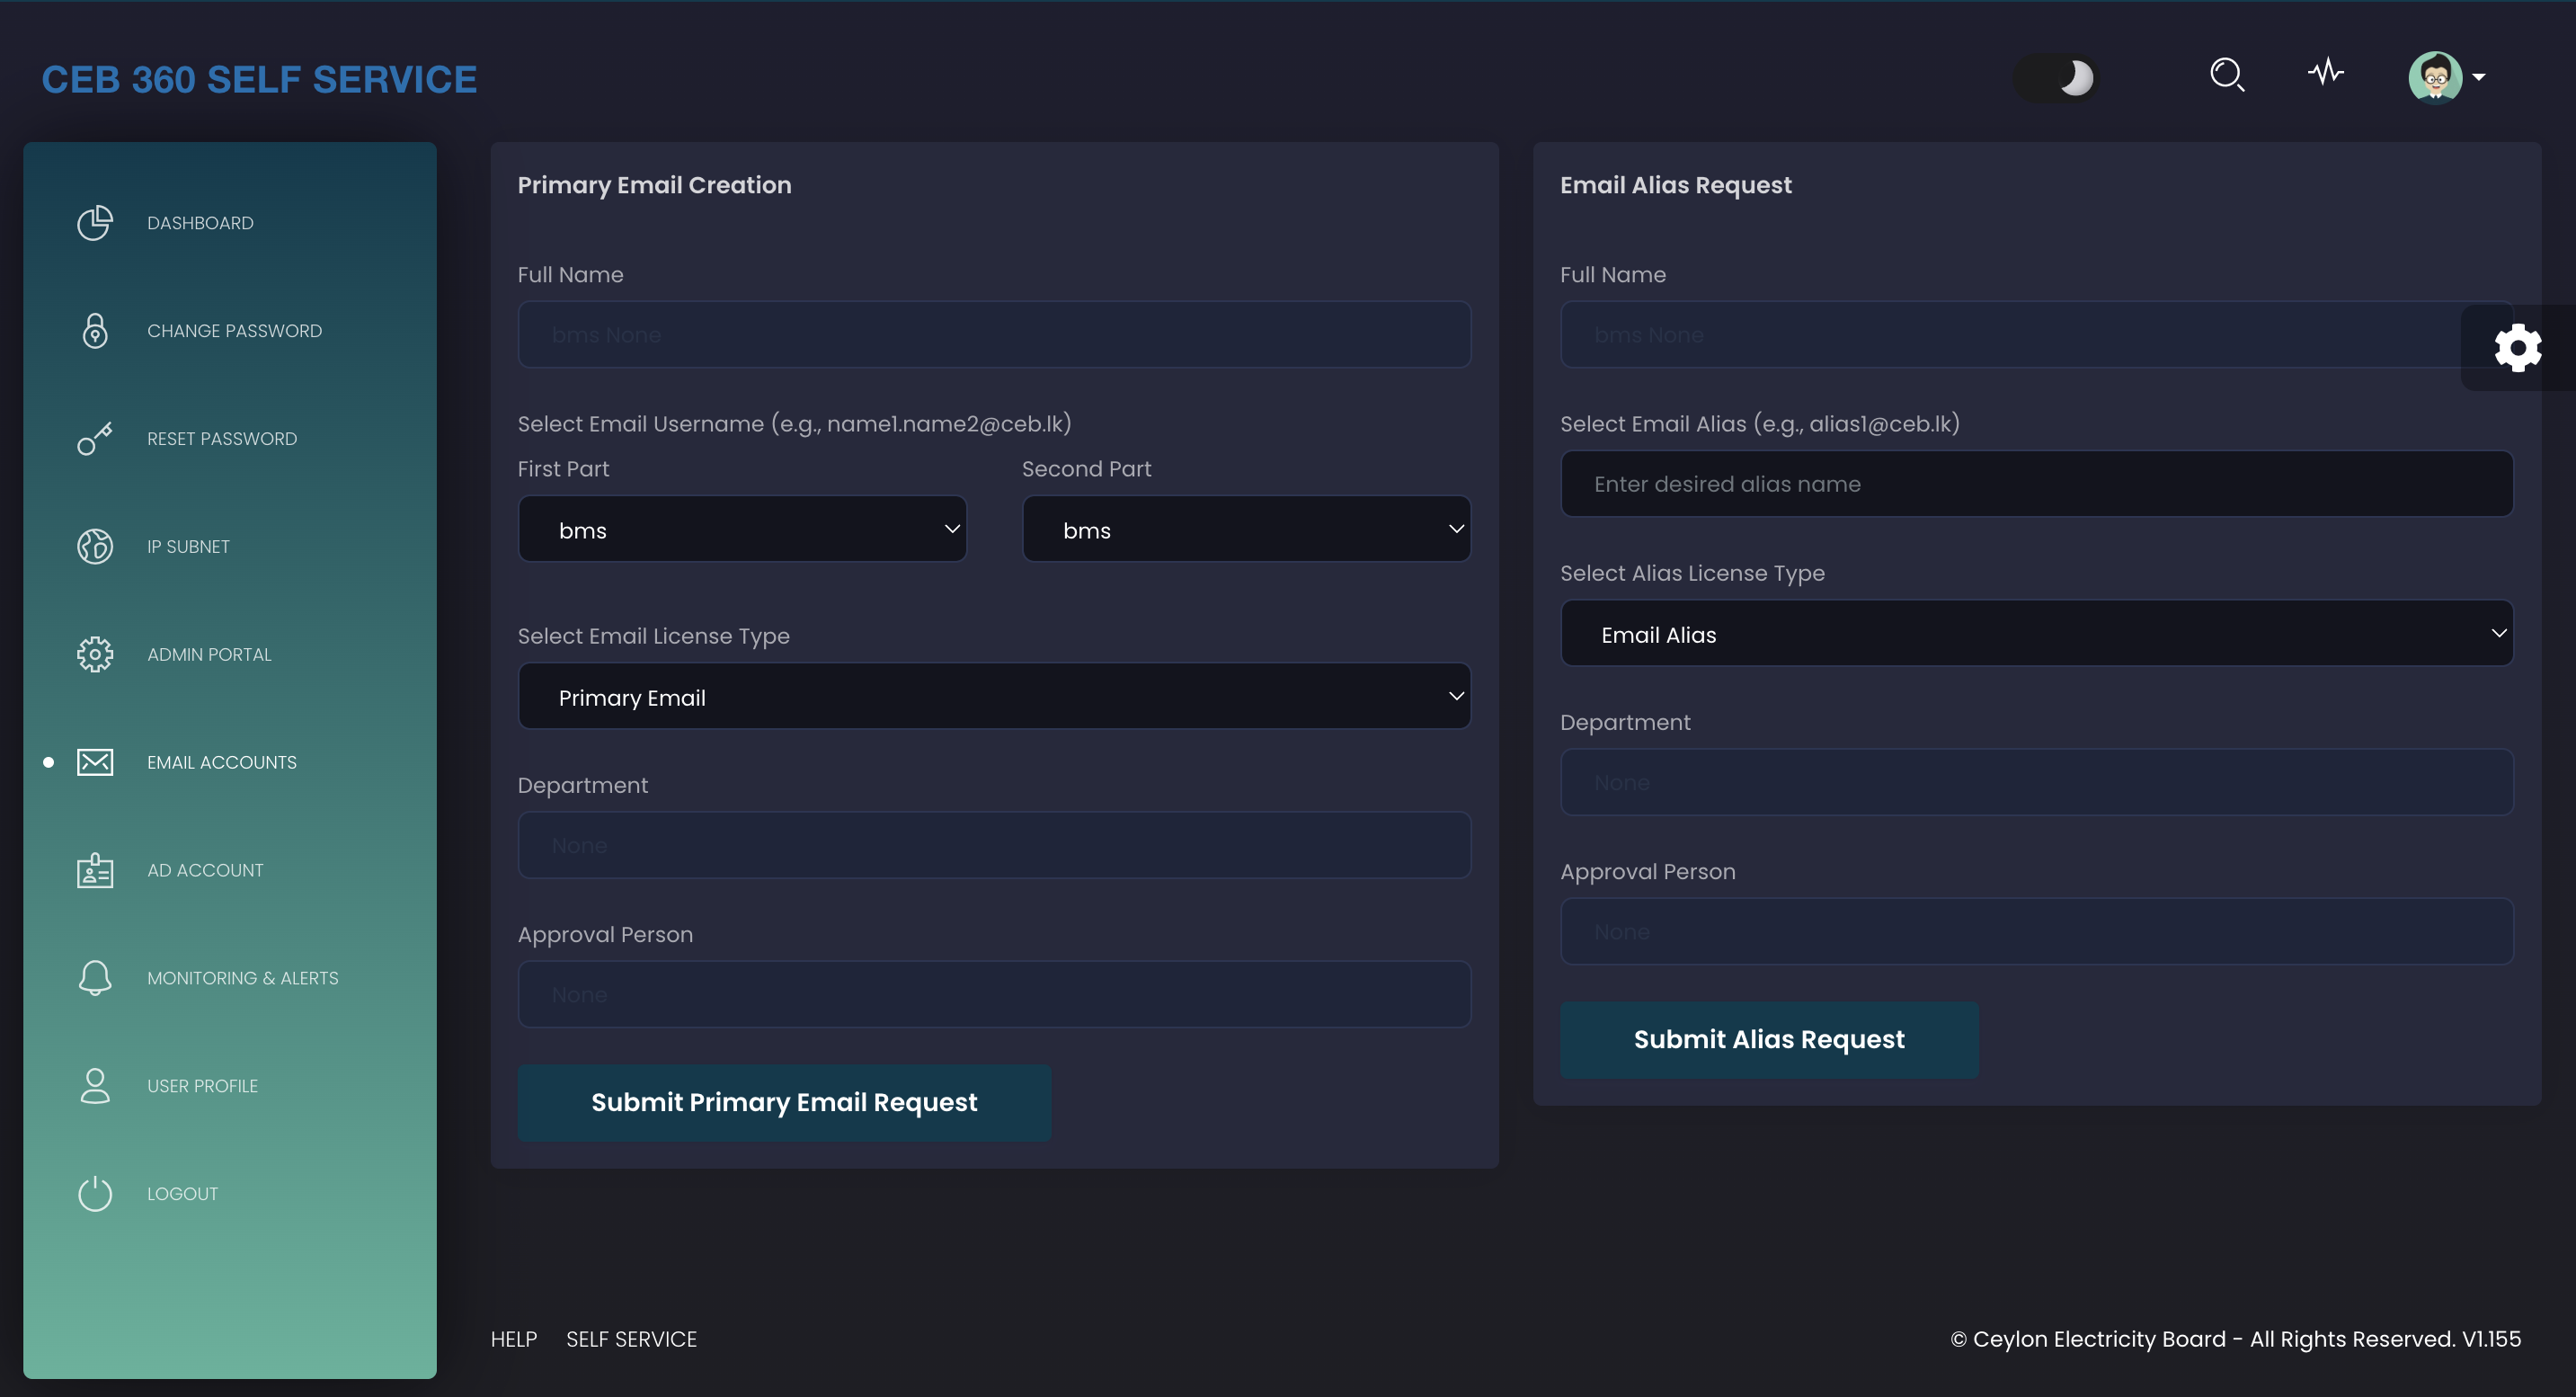 CEB 360 SELF SERVICE
DASHBOARD
CHANGE PASSWORD
RESET PASSWORD
IP SUBNET
ADMIN PORTAL
EMAIL ACCOUNTS
AD ACCOUNT
MONITORING & ALERTS
USER PROFILE
LOGOUT
Primary Email Creation
Full Name
bms None
Select Email Username (e.g., name1.name2@ceb.lk)
First Part
Second Part
bms
bms
Select Email License Type
Primary Email
Department
None
Approval Person
None
Submit Primary Email Request
Email Alias Request
Full Name
bms None
Select Email Alias (e.g., alias1@ceb.lk)
Enter desired alias name
Select Alias License Type
Email Alias
Department
None
Approval Person
None
Submit Alias Request
HELP SELF SERVICE
© Ceylon Electricity Board - All Rights Reserved. V1.155